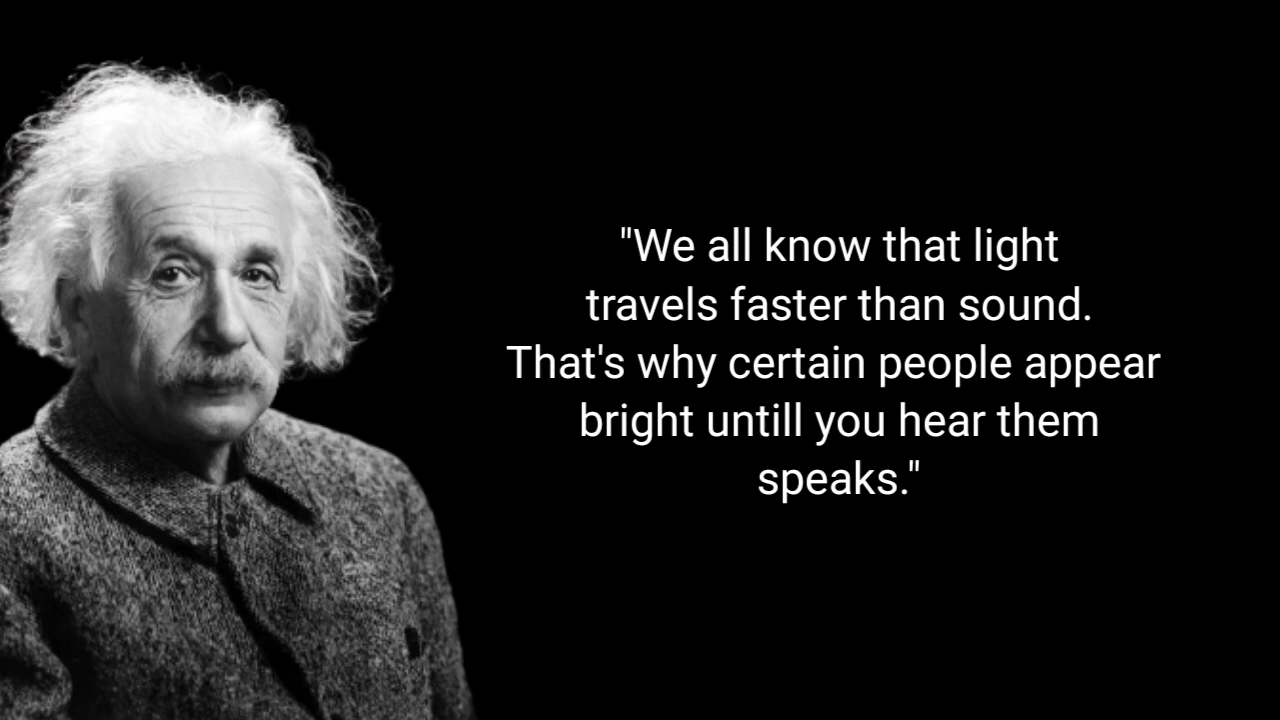 "We all know that light
travels faster than sound.
That's why certain people appear
bright untill you hear them
speaks."